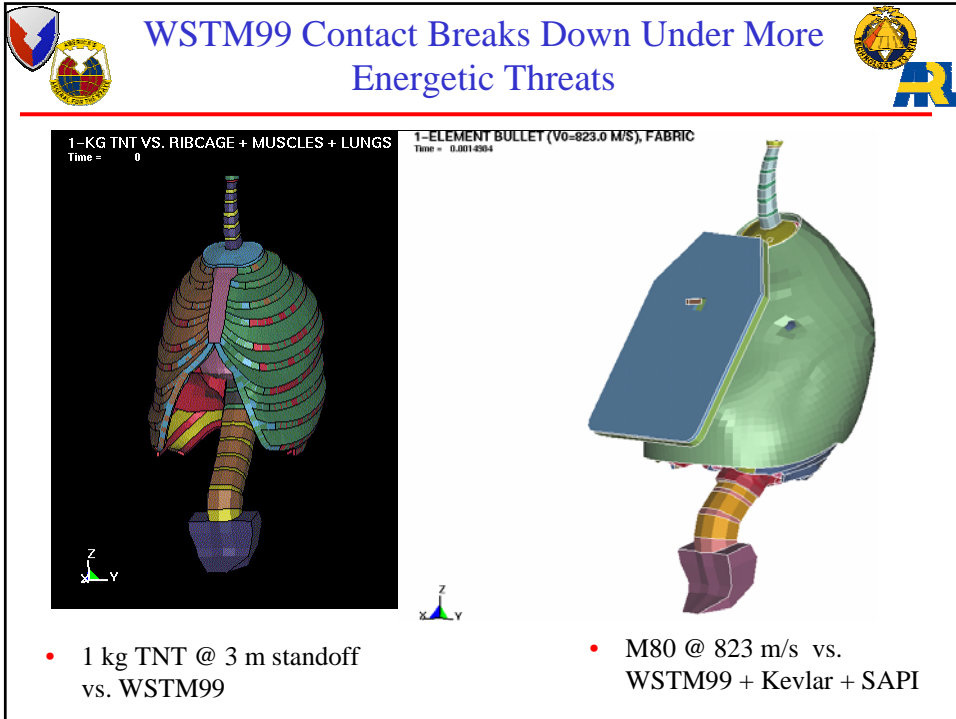 WSTM99 Contact Breaks Down Under More
Energetic Threats
1-KG TNT VS. RIBCAGE + MUSCLES + LUNGS
Time = 0
Z
X Y
1-ELEMENT BULLET (V0=823.0 M/S), FABRIC
Time = 0.0014904
Z
X Y
• 1 kg TNT @ 3 m standoff
vs. WSTM99
• M80 @ 823 m/s vs.
WSTM99 + Kevlar + SAPI
ARL